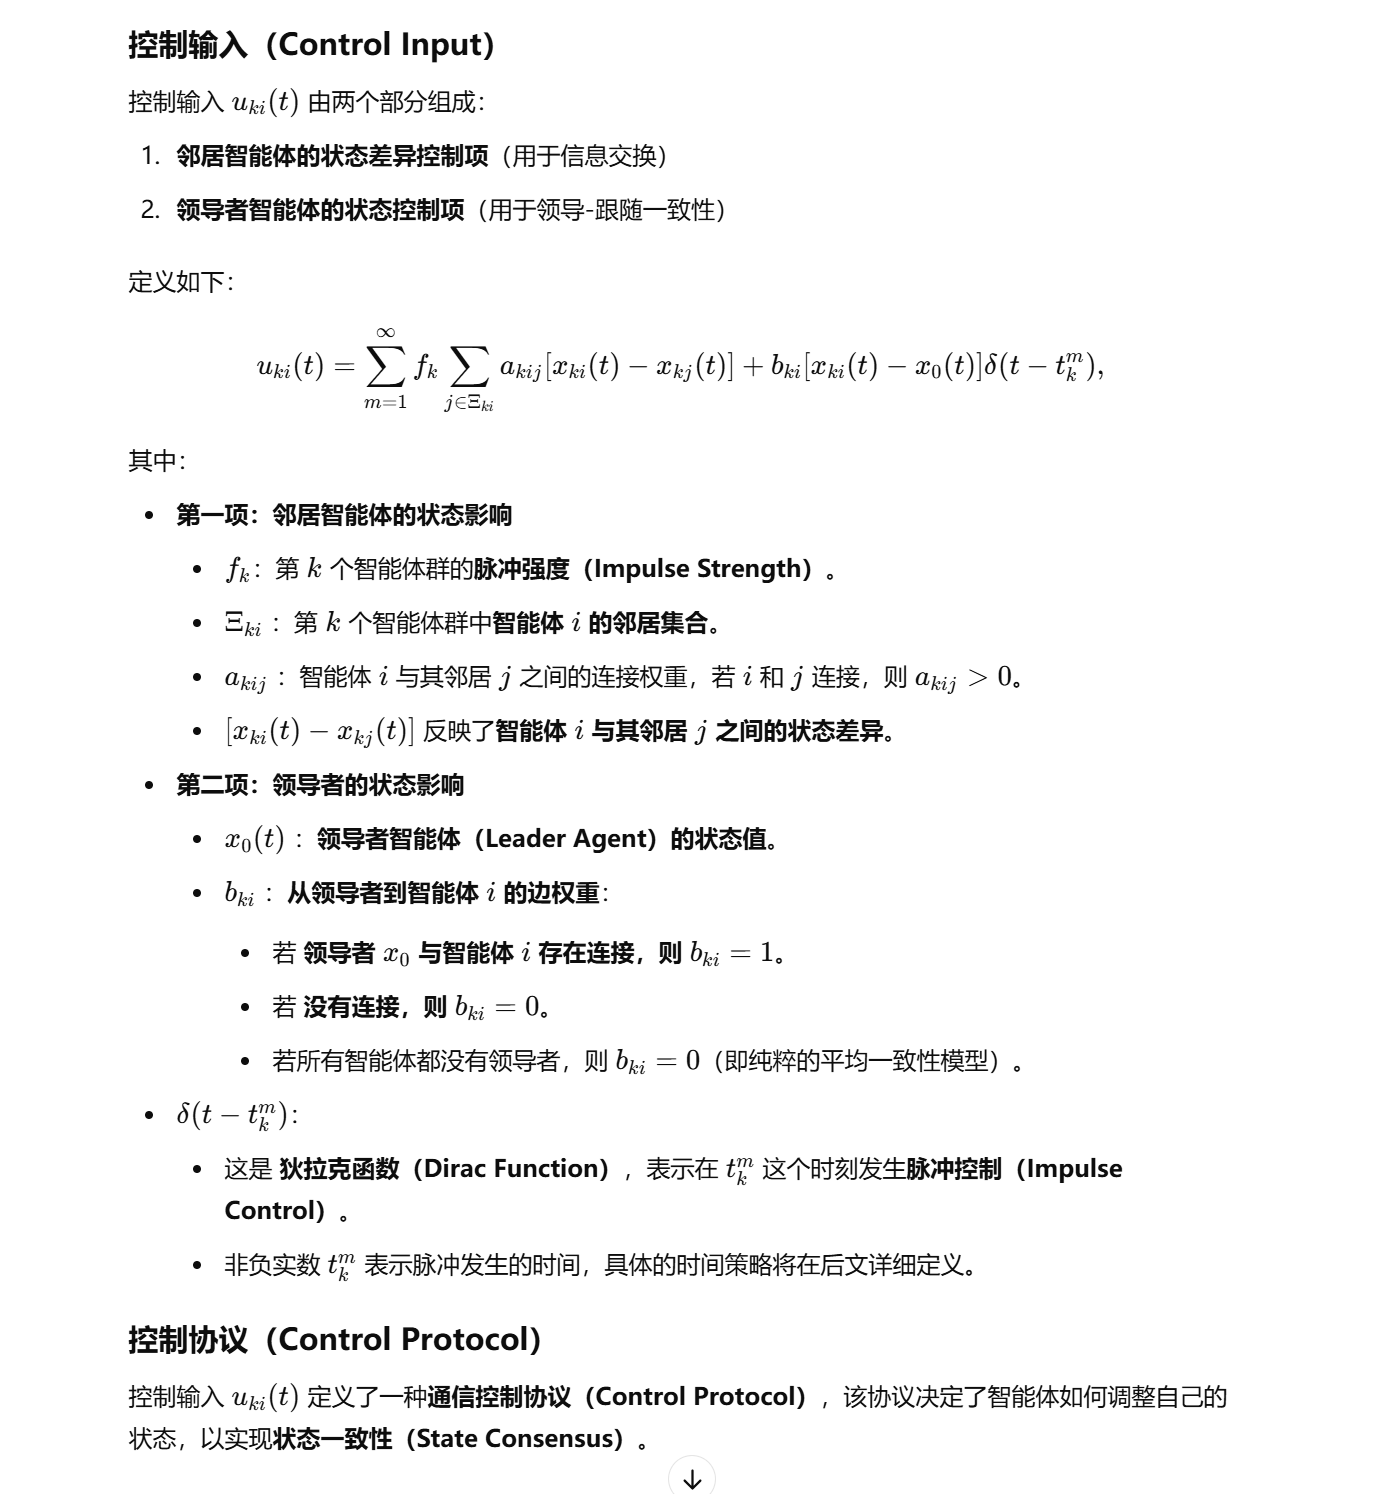 控制输入（Control Input）
控制输入 u_{ki}(t) 由两个部分组成：
1. 邻居智能体的状态差异控制项（用于信息交换）
2. 领导者智能体的状态控制项（用于领导-跟随一致性）
定义如下：
u_{ki}(t) = \sum_{m=1}^{\infty} f_k \sum_{j∈Ξ_{ki}} a_{kij}[x_{ki}(t) − x_{kj}(t)] + b_{ki}[x_{ki}(t) − x_0(t)]δ(t − t_k^m),
其中：
• 第一项：邻居智能体的状态影响
• f_k：第 k 个智能体群的脉冲强度（Impulse Strength）。
• Ξ_{ki} ：第 k 个智能体群中智能体 i 的邻居集合。
• a_{kij} ：智能体 i 与其邻居 j 之间的连接权重，若 i 和 j 连接，则 a_{kij} > 0。
• [x_{ki}(t) − x_{kj}(t)] 反映了智能体 i 与其邻居 j 之间的状态差异。
• 第二项：领导者的状态影响
• x_0(t) ：领导者智能体（Leader Agent）的状态值。
• b_{ki} ：从领导者到智能体 i 的边权重：
• 若 领导者 x_0 与智能体 i 存在连接，则 b_{ki} = 1。
• 若 没有连接，则 b_{ki} = 0。
• 若所有智能体都没有领导者，则 b_{ki} = 0（即纯粹的平均一致性模型）。
• δ(t − t_k^m)：
• 这是 狄拉克函数（Dirac Function），表示在 t_k^m 这个时刻发生脉冲控制（Impulse
Control）。
• 非负实数 t_k^m 表示脉冲发生的时间，具体的时间策略将在后文详细定义。
控制协议（Control Protocol）
控制输入 u_{ki}(t) 定义了一种通信控制协议（Control Protocol），该协议决定了智能体如何调整自己的
状态，以实现状态一致性（State Consensus）。